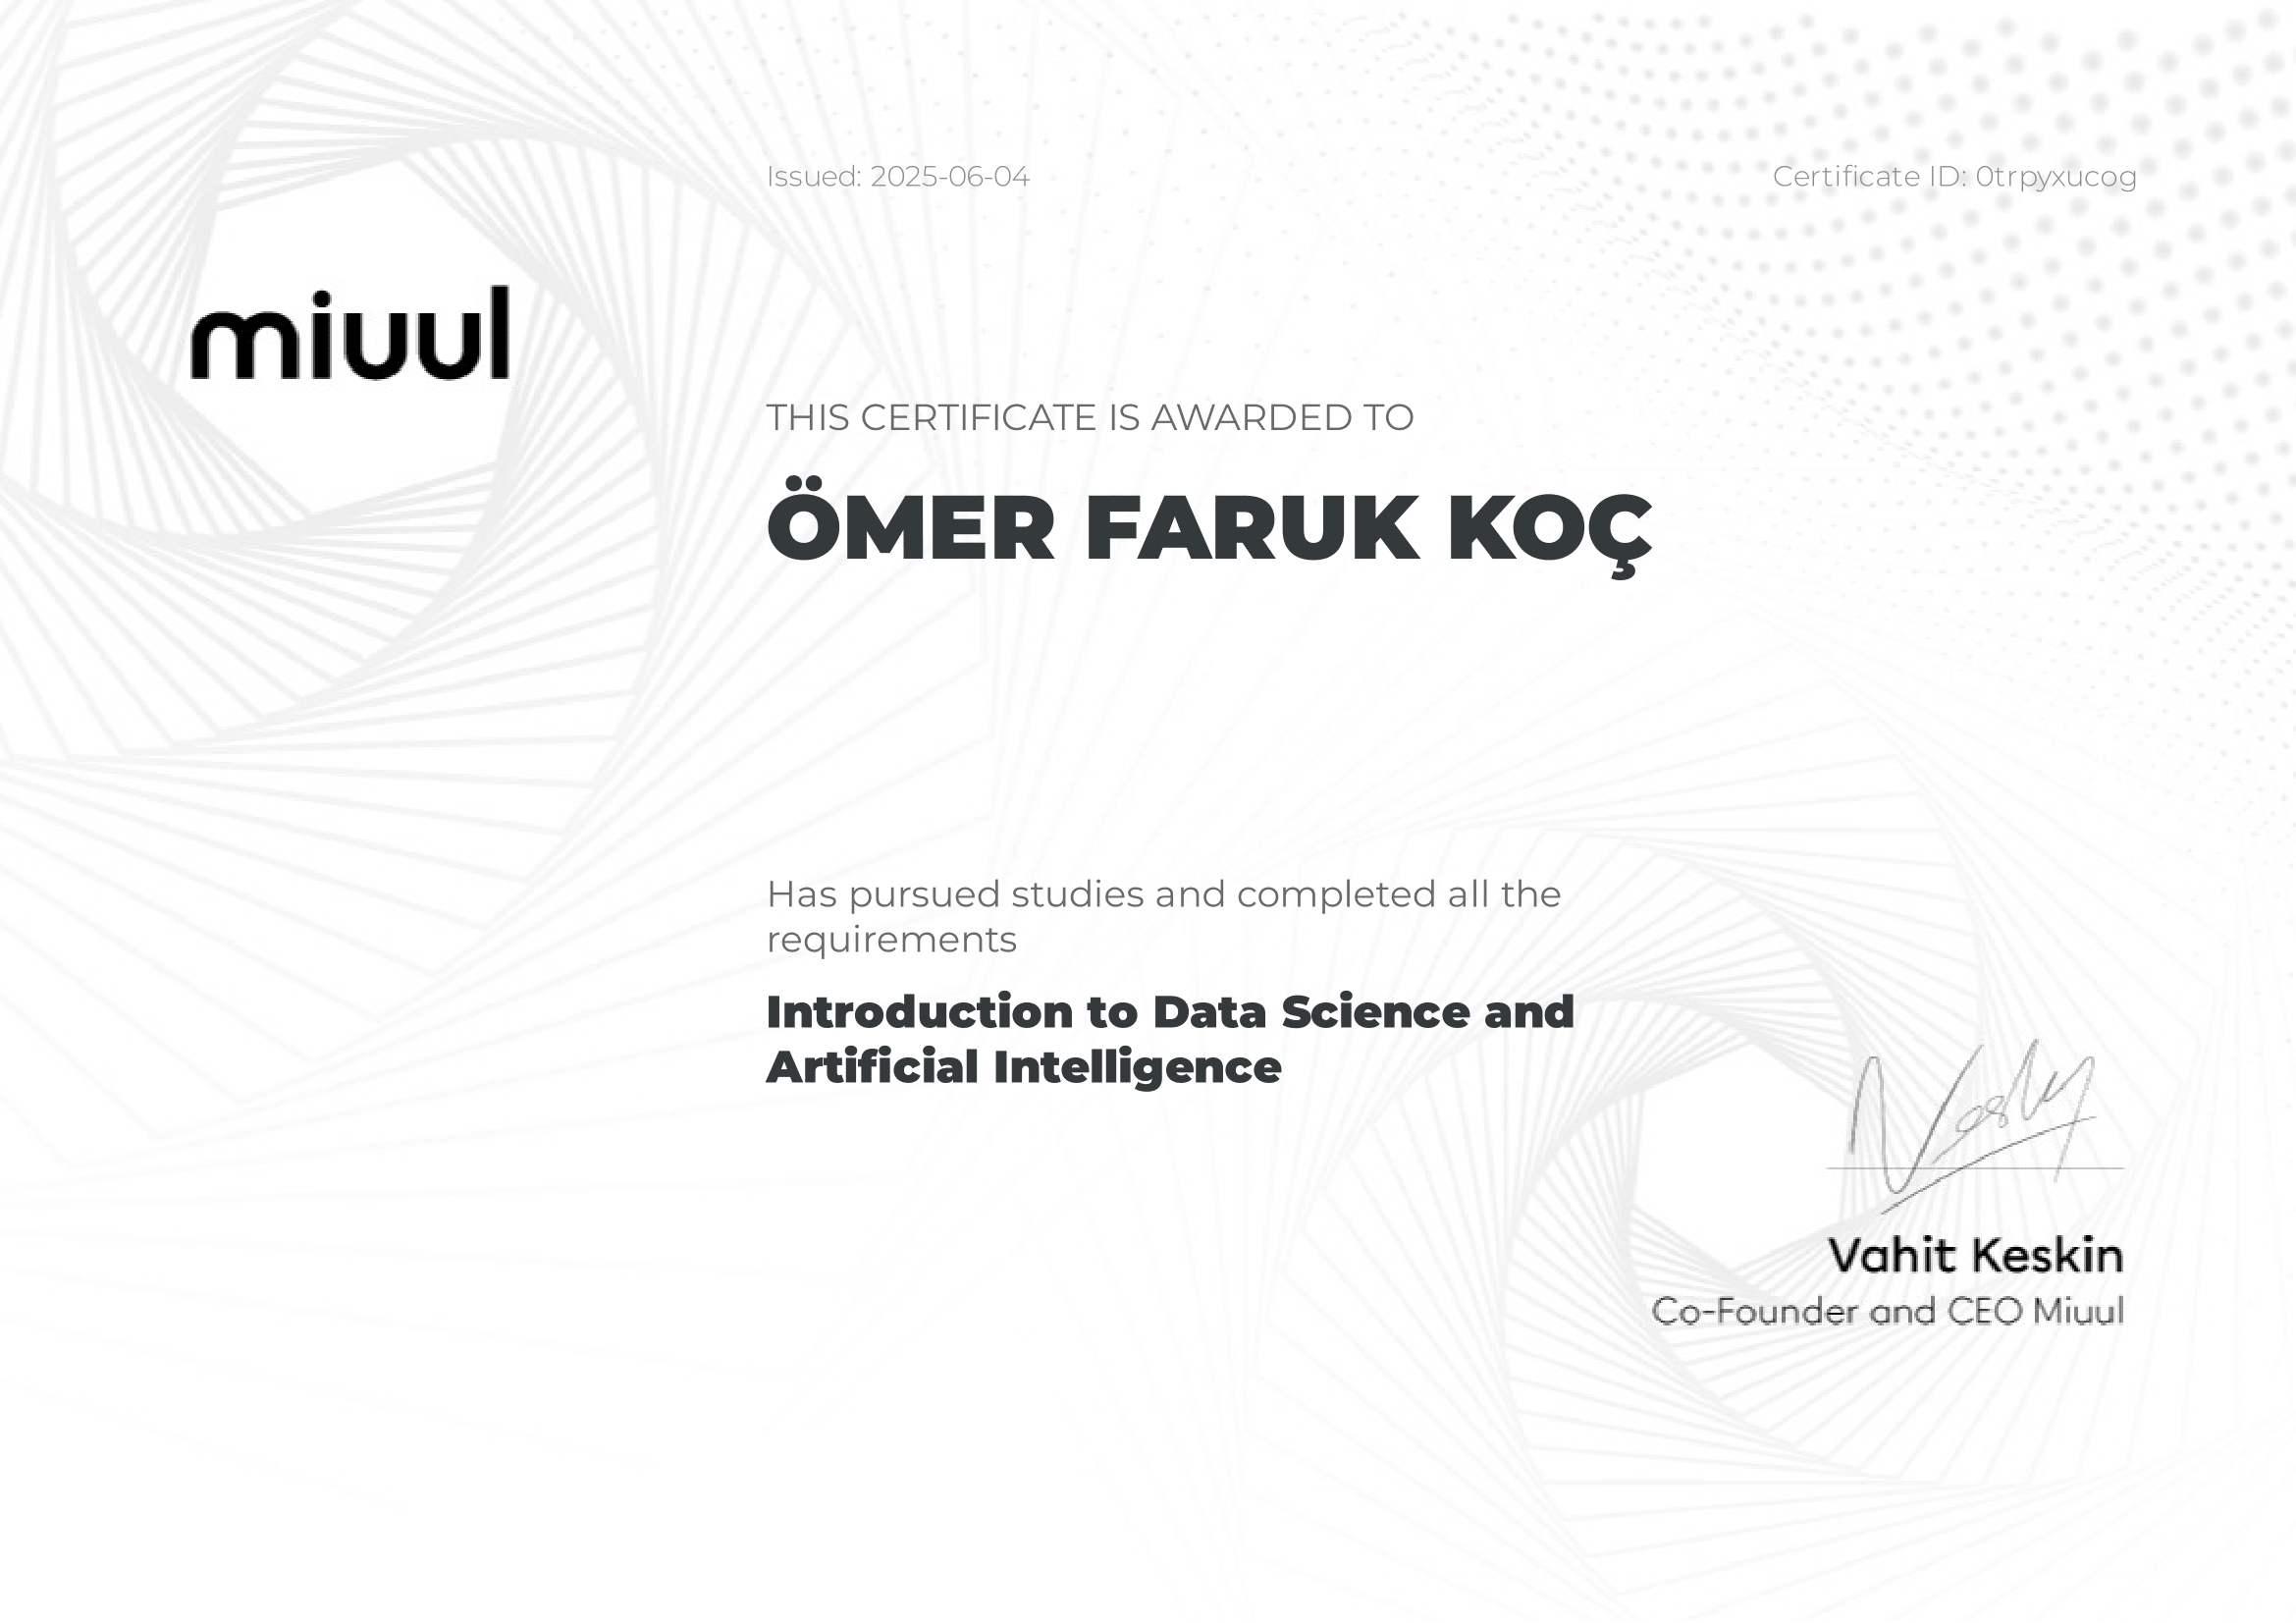 Issued: 2025-06-04
Certificate ID: 0trpyxucog
miuul
THIS CERTIFICATE IS AWARDED TO
ÖMER FARUK KOÇ
Has pursued studies and completed all the
requirements
Introduction to Data Science and
Artificial Intelligence
Vahit Keskin
Co-Founder and CEO Miuul